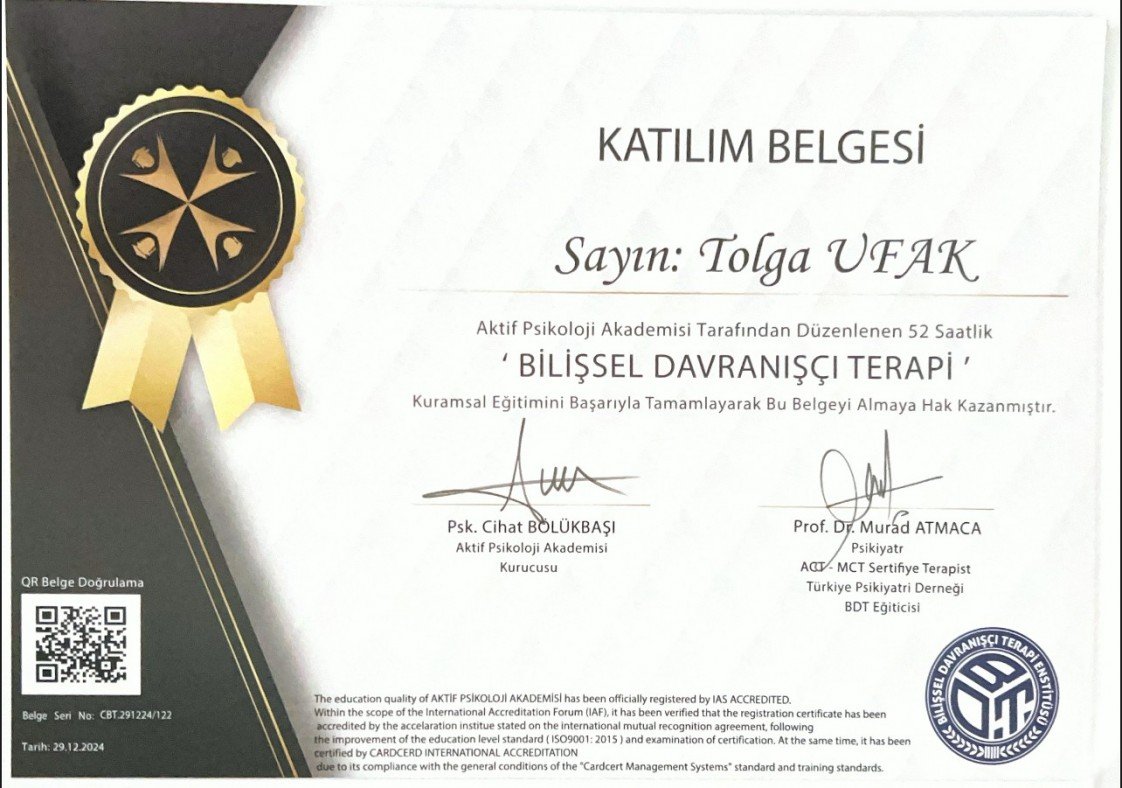 KATILIM BELGESİ
Sayın: Tolga UFAK
Aktif Psikoloji Akademisi Tarafından Düzenlenen 52 Saatlik
‘ BİLİŞSEL DAVRANIŞÇI TERAPİ ’
Kuramsal Eğitimini Başarıyla Tamamlayarak Bu Belgeyi Almaya Hak Kazanmıştır.
Psk. Cihat BÖLÜKBAŞI
Aktif Psikoloji Akademisi
Kurucusu
Prof. Dr. Murad ATMACA
Psikiyatr
ACT - MCT Sertifiye Terapist
Türkiye Psikiyatri Derneği
BDT Eğiticisi
QR Belge Doğrulama
Belge Seri No: CBT.291224/122
Tarih: 29.12.2024
The education quality of AKTİF PSİKOLOJİ AKADEMİSİ has been officially registered by IAS ACCREDITED.
Within the scope of the International Accreditation Forum (IAF), it has been verified that the registration certificate has been
accredited by the accelaration institue stated on the international mutual recognition agreement, following
the improvement of the education level standard ( ISO9001: 2015 ) and examination of certification. At the same time, it has been
certified by CARDCERD INTERNATIONAL ACCREDITATION
due to its compliance with the general conditions of the "Cardcert Management Systems" standard and training standards.
BİLİŞSEL DAVRANIŞÇI TERAPİ ENSTİTÜSÜ